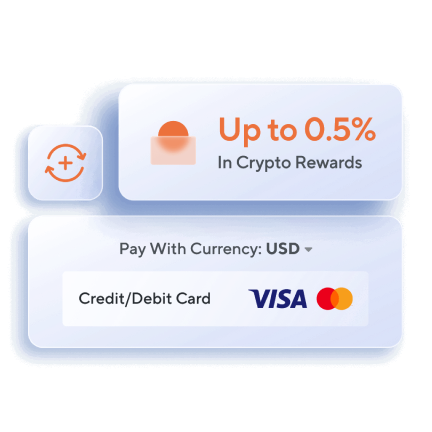 Up to 0.5%
In Crypto Rewards
Pay With Currency: USD
Credit/Debit Card VISA